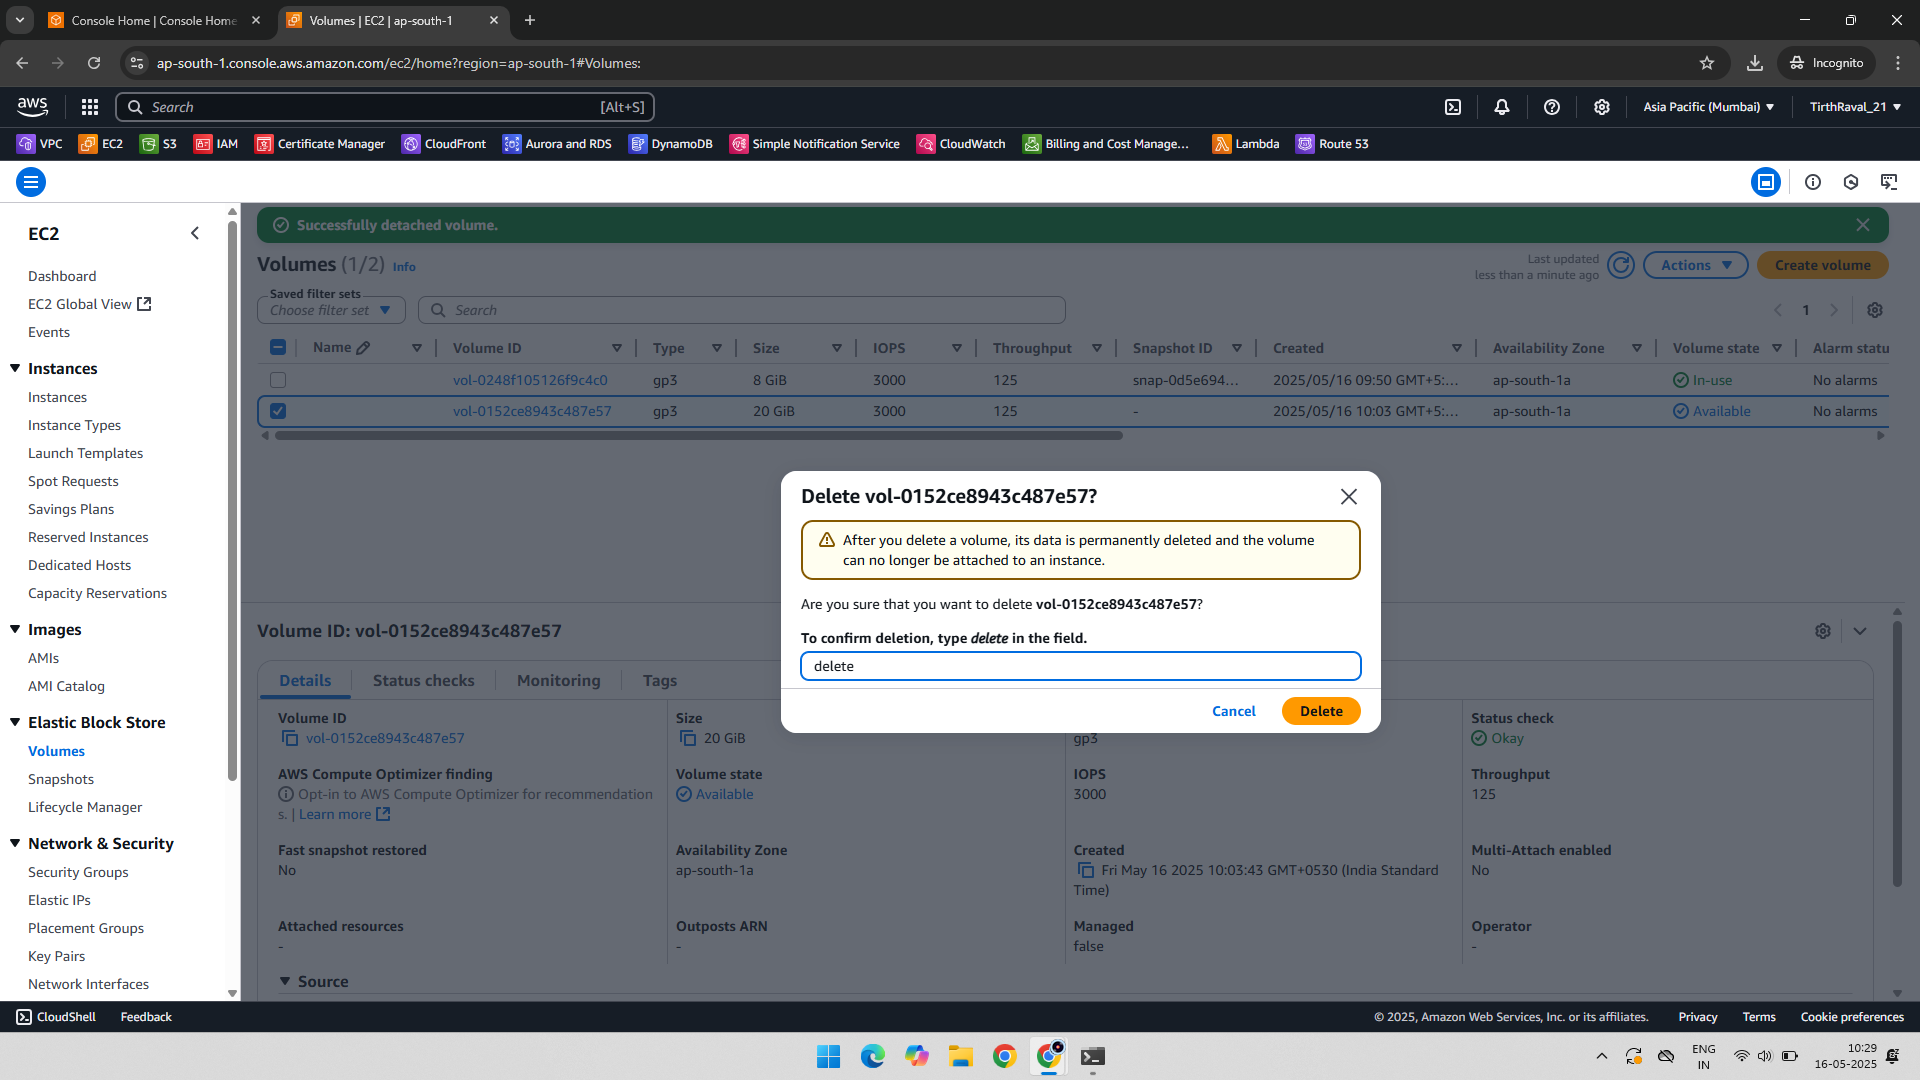 Console Home | Console Home
Volumes | EC2 | ap-south-1
ap-south-1.console.aws.amazon.com/ec2/home?region=ap-south-1#Volumes:
Incognito
aws
Search
[Alt+S]
Asia Pacific (Mumbai)
TirthRaval_21
VPC
EC2
S3
IAM
Certificate Manager
CloudFront
Aurora and RDS
DynamoDB
Simple Notification Service
CloudWatch
Billing and Cost Manage...
Lambda
Route 53
EC2
Dashboard
EC2 Global View
Events
Instances
Instances
Instance Types
Launch Templates
Spot Requests
Savings Plans
Reserved Instances
Dedicated Hosts
Capacity Reservations
Images
AMIs
AMI Catalog
Elastic Block Store
Volumes
Snapshots
Lifecycle Manager
Network & Security
Security Groups
Elastic IPs
Placement Groups
Key Pairs
Network Interfaces
Successfully detached volume.
Volumes (1/2) Info
Last updated
less than a minute ago
Actions
Create volume
Saved filter sets
Choose filter set
Search
1
Name Volume ID Type Size IOPS Throughput Snapshot ID Created Availability Zone Volume state Alarm statu
vol-0248f105126f9c4c0 gp3 8 GiB 3000 125 snap-0d5e694... 2025/05/16 09:50 GMT+5:... ap-south-1a In-use No alarms
vol-0152ce8943c487e57 gp3 20 GiB 3000 125 - 2025/05/16 10:03 GMT+5:... ap-south-1a Available No alarms
Delete vol-0152ce8943c487e57?
After you delete a volume, its data is permanently deleted and the volume
can no longer be attached to an instance.
Are you sure that you want to delete vol-0152ce8943c487e57?
To confirm deletion, type delete in the field.
delete
Cancel
Delete
Volume ID: vol-0152ce8943c487e57
Details
Status checks
Monitoring
Tags
Volume ID
vol-0152ce8943c487e57
Size
20 GiB
gp3
Status check
Okay
AWS Compute Optimizer finding
Opt-in to AWS Compute Optimizer for recommendation
s. | Learn more
Volume state
Available
IOPS
3000
Throughput
125
Fast snapshot restored
No
Availability Zone
ap-south-1a
Created
Fri May 16 2025 10:03:43 GMT+0530 (India Standard
Time)
Multi-Attach enabled
No
Attached resources
-
Outposts ARN
-
Managed
false
Operator
-
Source
CloudShell
Feedback
© 2025, Amazon Web Services, Inc. or its affiliates.
Privacy
Terms
Cookie preferences
ENG
IN
10:29
16-05-2025